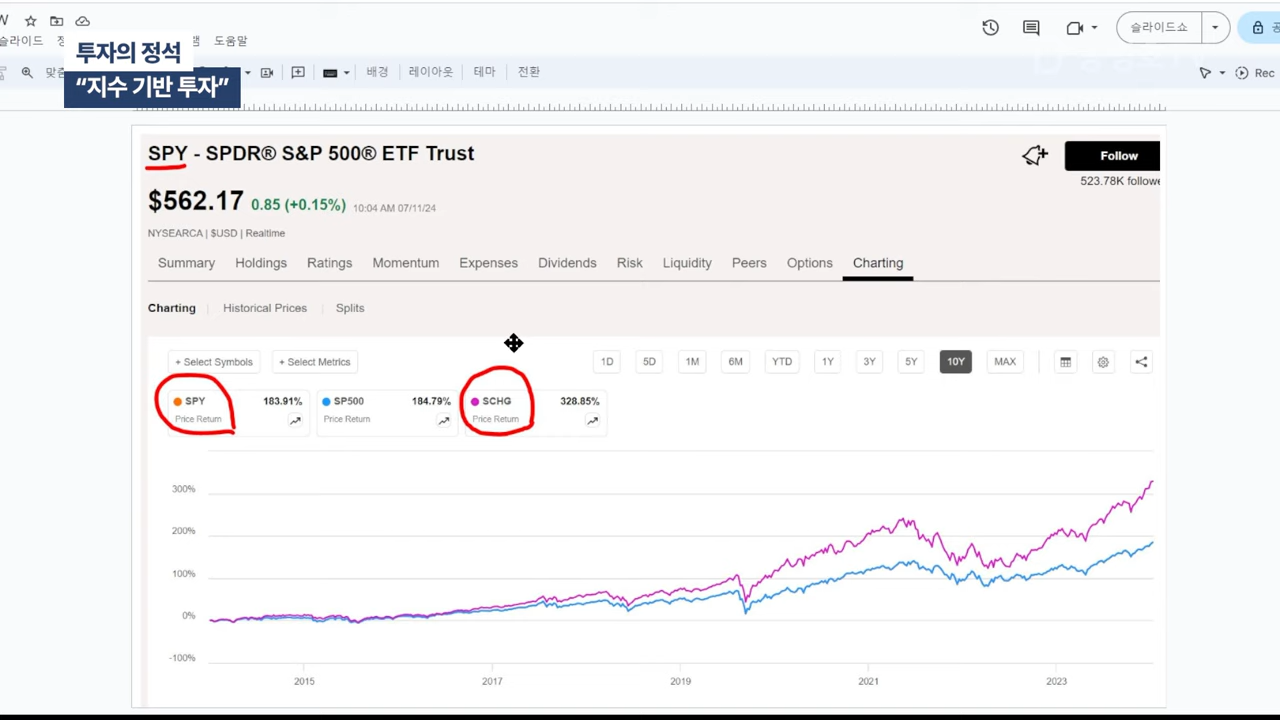 슬라이드
도움말
슬라이드쇼
투자의 정석
"지수 기반 투자"
배경
레이아웃
테마
전환
Rec
SPY - SPDR® S&P 500® ETF Trust
Follow
523.78K followe
$562.17 0.85 (+0.15%) 10:04 AM 07/11/24
NYSEARCA | $USD | Realtime
Summary Holdings Ratings Momentum Expenses Dividends Risk Liquidity Peers Options Charting
Charting | Historical Prices | Splits
+ Select Symbols + Select Metrics 1D 5D 1M 6M YTD 1Y 3Y 5Y 10Y MAX
SPY 183.91% SP500 184.79% SCHG 328.85%
Price Return Price Return Price Return
300%
200%
100%
0%
-100%
2015 2017 2019 2021 2023